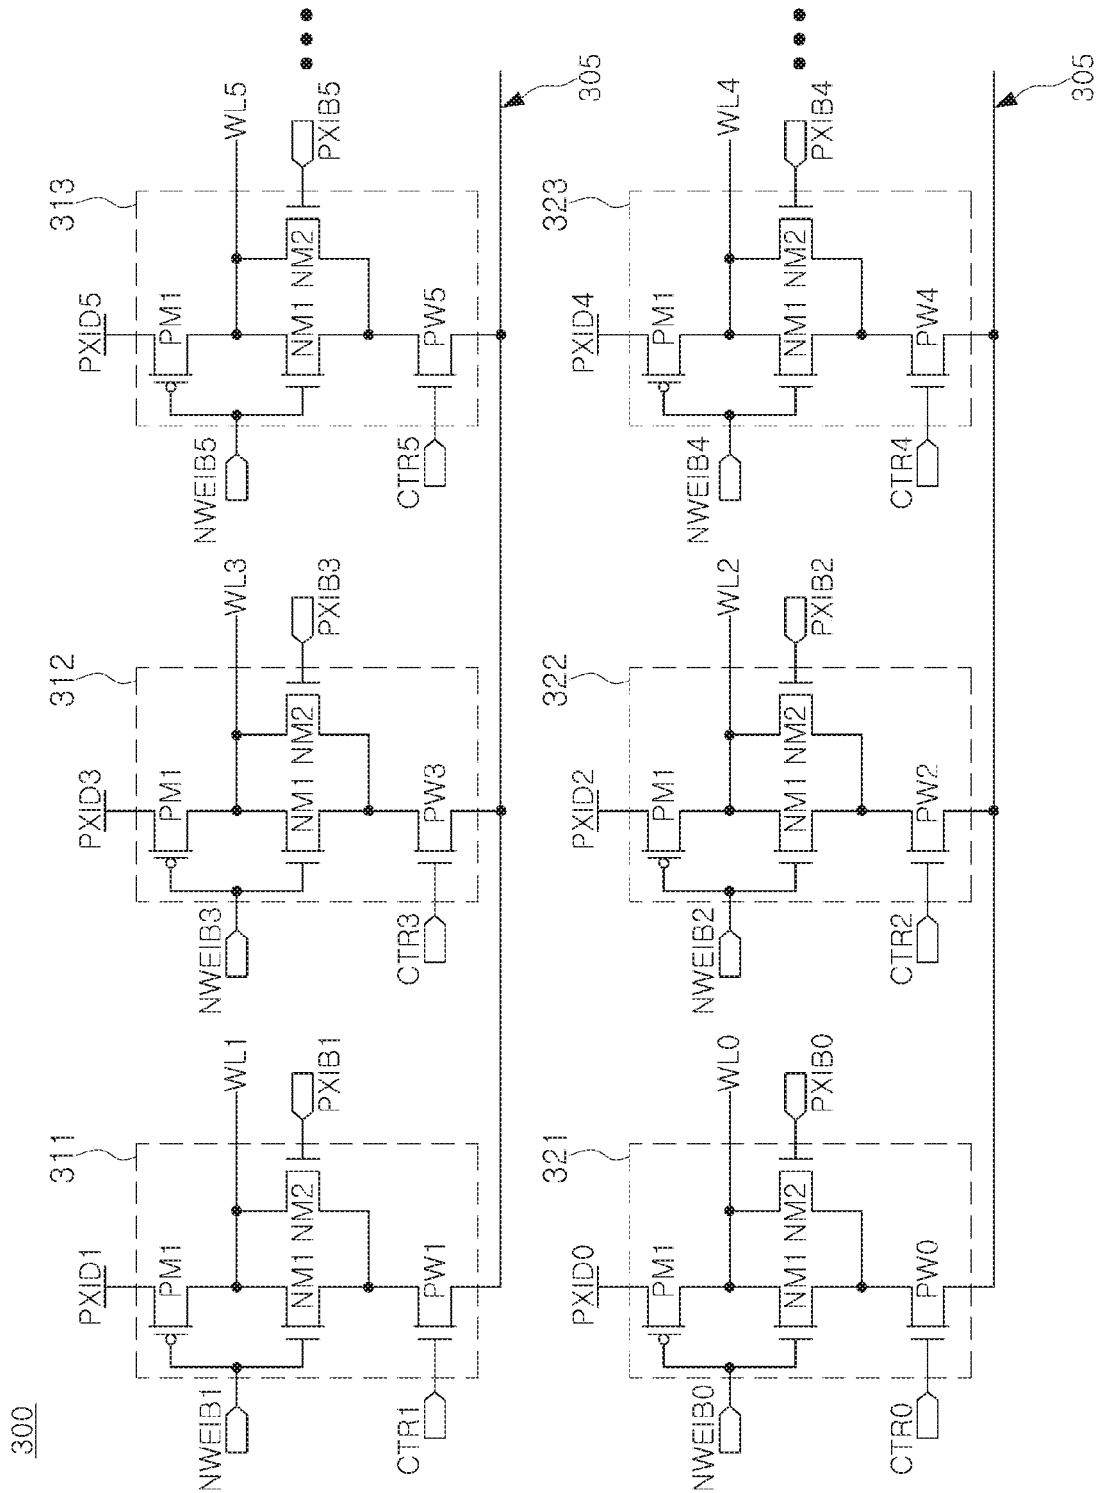 300
311
PXID1
PM1
NWEIB1
WL1
NM1
NM2
PXIB1
PW1
CTR1
312
PXID3
PM1
NWEIB3
WL3
NM1
NM2
PXIB3
PW3
CTR3
313
PXID5
PM1
NWEIB5
WL5
NM1
NM2
PXIB5
PW5
CTR5
305
321
PXID0
PM1
NWEIB0
WL0
NM1
NM2
PXIB0
PW0
CTR0
322
PXID2
PM1
NWEIB2
WL2
NM1
NM2
PXIB2
PW2
CTR2
323
PXID4
PM1
NWEIB4
WL4
NM1
NM2
PXIB4
PW4
CTR4
305